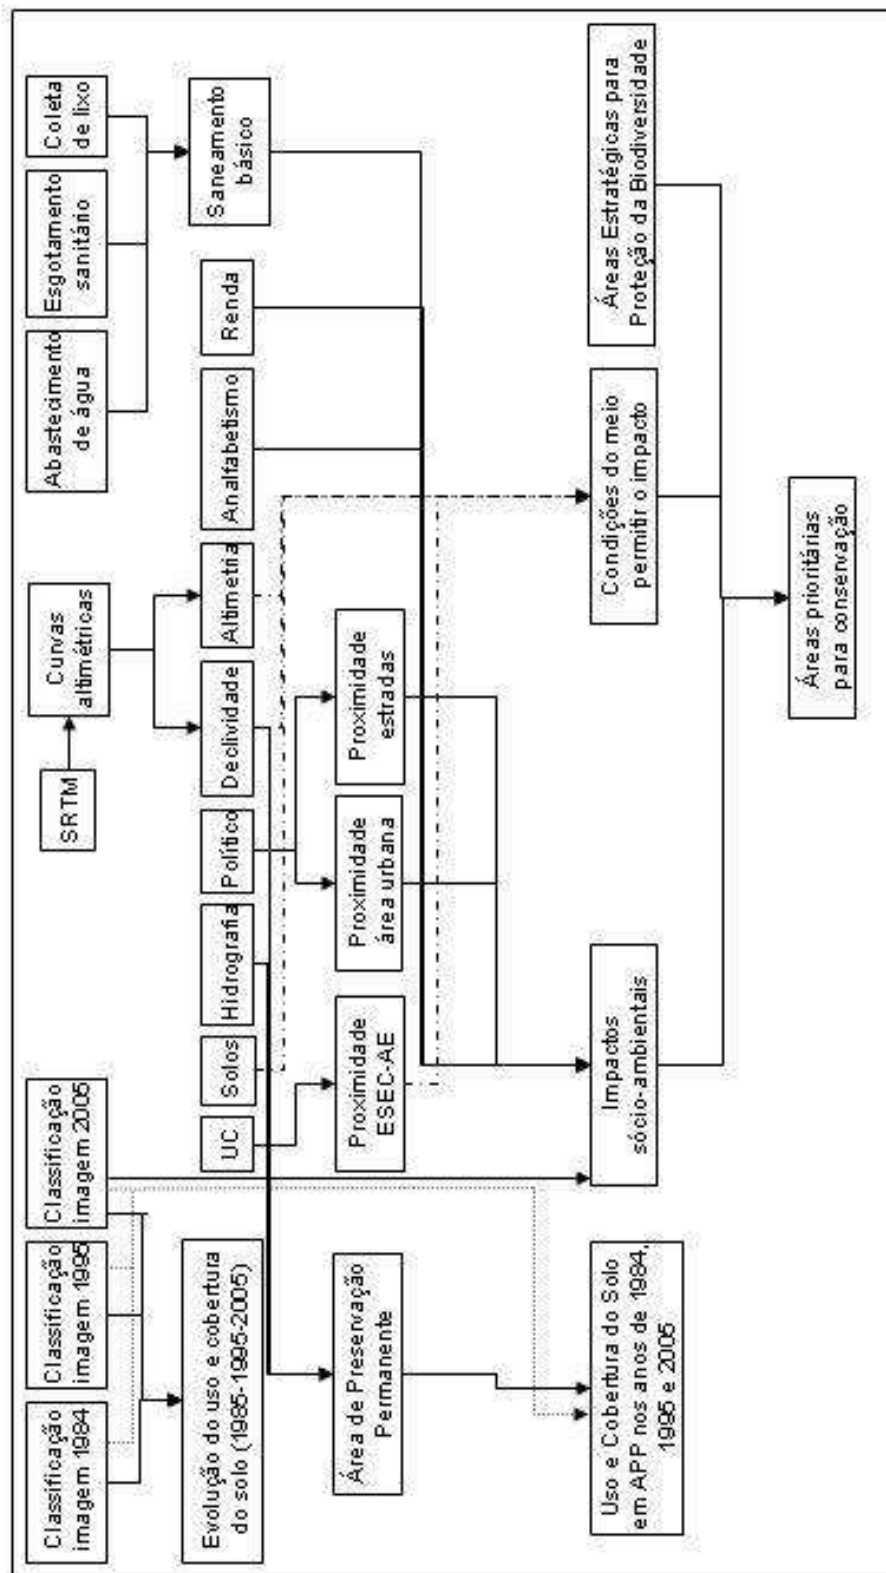 Classificação
imagem 1984
Classificação
imagem 1995
Classificação
imagem 2005
SRTM
Curvas
altimétricas
Abastecimento
de água
Esgotamento
sanitário
Coleta
de lixo
Evolução do uso e cobertura
do solo (1985-1995-2005)
UC
Solos
Hidrografia
Político
Declividade
Altimetria
Analfabetismo
Renda
Saneamento
básico
Área de Preservação
Permanente
Proximidade
ESEC-AE
Proximidade
área urbana
Proximidade
estradas
Uso e Cobertura do Solo
em APP nos anos de 1984,
1995 e 2005
Impactos
sócio-ambientais
Condições do meio
permitir o impacto
Áreas Estratégicas para
Proteção da Biodiversidade
Áreas prioritárias
para conservação